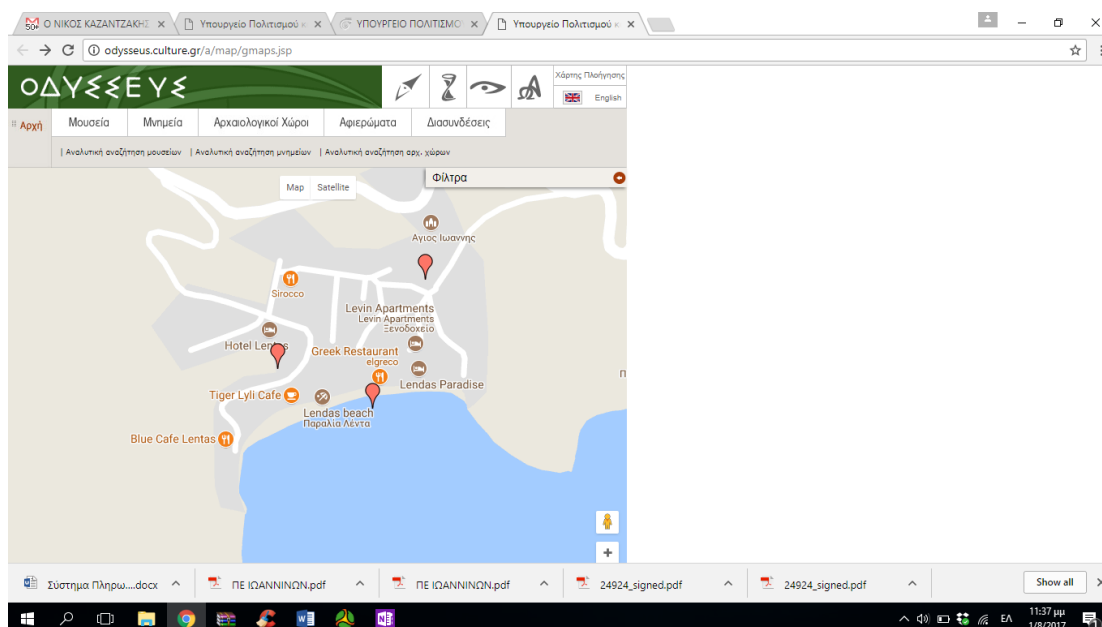 Ο ΝΙΚΟΣ ΚΑΖΑΝΤΖΑΚΗΣ
Υπουργείο Πολιτισμού κ
ΥΠΟΥΡΓΕΙΟ ΠΟΛΙΤΙΣΜΟ
Υπουργείο Πολιτισμού κ
odysseus.culture.gr/a/map/gmaps.jsp
ΟΔΥΣΣΕΥΣ
Χάρτης Πλοήγησης
English
Αρχή
Μουσεία
Μνημεία
Αρχαιολογικοί Χώροι
Αφιερώματα
Διασυνδέσεις
| Αναλυτική αναζήτηση μουσείων | Αναλυτική αναζήτηση μνημείων | Αναλυτική αναζήτηση αρχ. χώρων
Map Satellite
Φίλτρα
Αγιος Ιωαννης
Sirocco
Levin Apartments
Levin Apartments
Ξενοδοχείο
Hotel Lentas
Greek Restaurant
elgreco
Lendas Paradise
Π
Tiger Lyli Cafe
Lendas beach
Παραλία Λέντα
Blue Cafe Lentas
+
Σύστημα Πληρω....docx
ΠΕ ΙΩΑΝΝΙΝΩΝ.pdf
ΠΕ ΙΩΑΝΝΙΝΩΝ.pdf
24924_signed.pdf
24924_signed.pdf
Show all
ΕΛ
11:37 μμ
1/8/2017